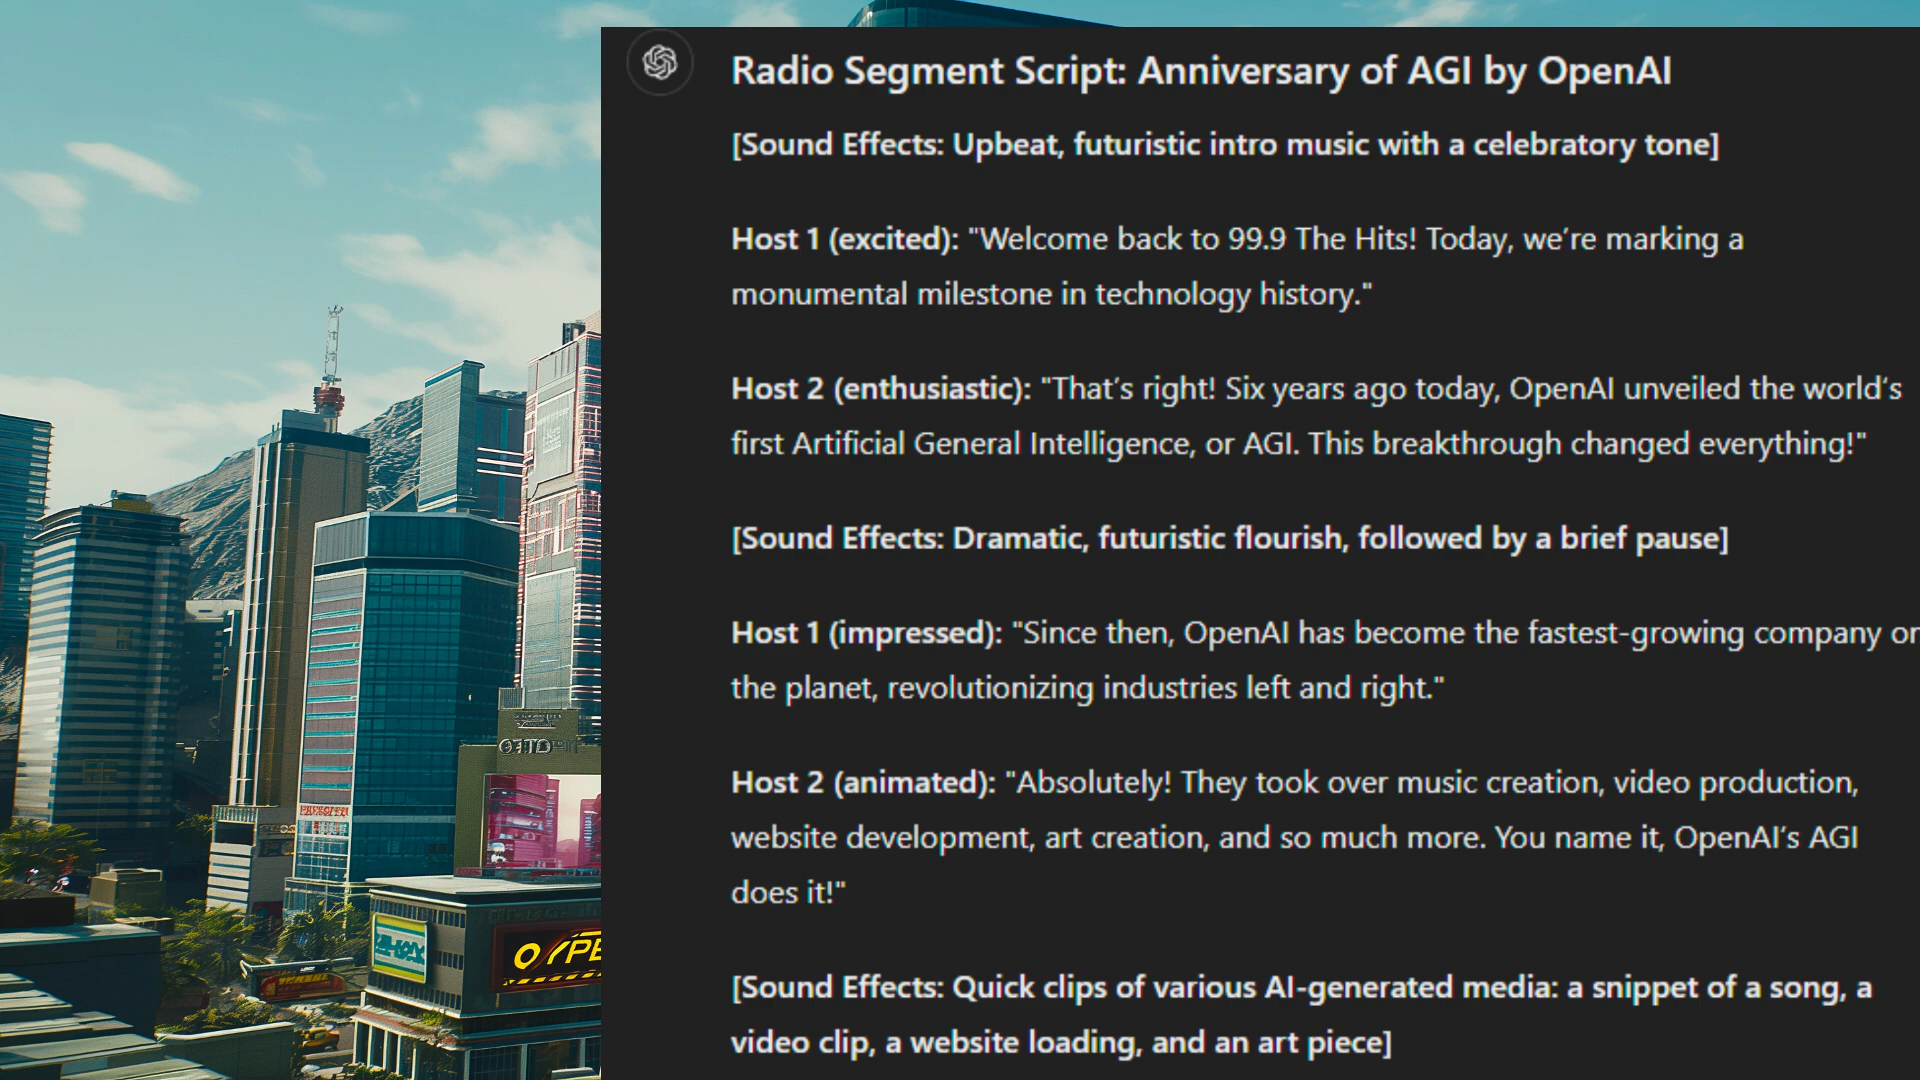 Radio Segment Script: Anniversary of AGI by OpenAI
[Sound Effects: Upbeat, futuristic intro music with a celebratory tone]
Host 1 (excited): "Welcome back to 99.9 The Hits! Today, we're marking a
monumental milestone in technology history."
Host 2 (enthusiastic): "That's right! Six years ago today, OpenAI unveiled the world's
first Artificial General Intelligence, or AGI. This breakthrough changed everything!"
[Sound Effects: Dramatic, futuristic flourish, followed by a brief pause]
Host 1 (impressed): "Since then, OpenAI has become the fastest-growing company
the planet, revolutionizing industries left and right."
Host 2 (animated): "Absolutely! They took over music creation, video production,
website development, art creation, and so much more. You name it, OpenAI's AGI
does it!"
[Sound Effects: Quick clips of various AI-generated media: a snippet of a song, a
video clip, a website loading, and an art piece]